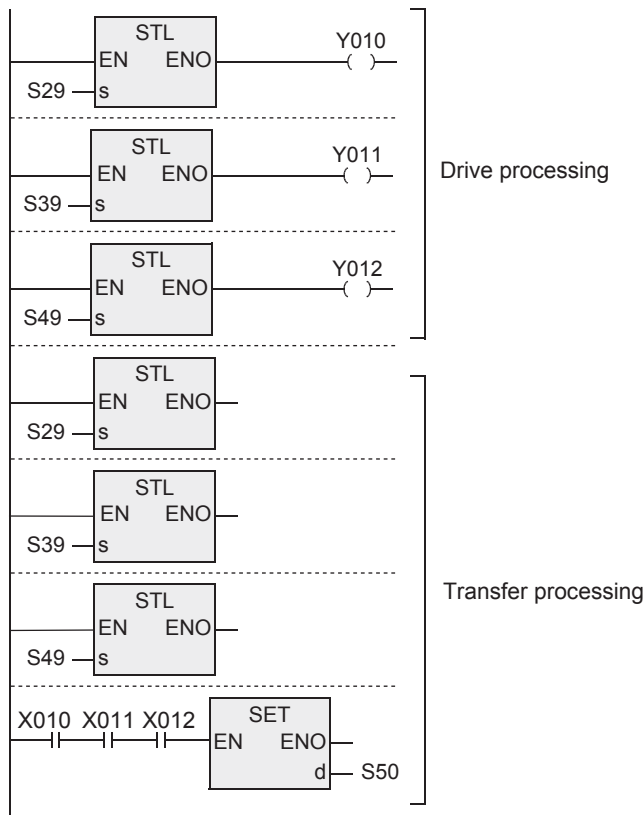 STL
Y010
EN ENO
S29 s
STL
Y011
EN ENO
S39 s
Drive processing
STL
Y012
EN ENO
S49 s
STL
EN ENO
S29 s
STL
EN ENO
S39 s
Transfer processing
STL
EN ENO
S49 s
X010 X011 X012 SET
EN ENO
d S50